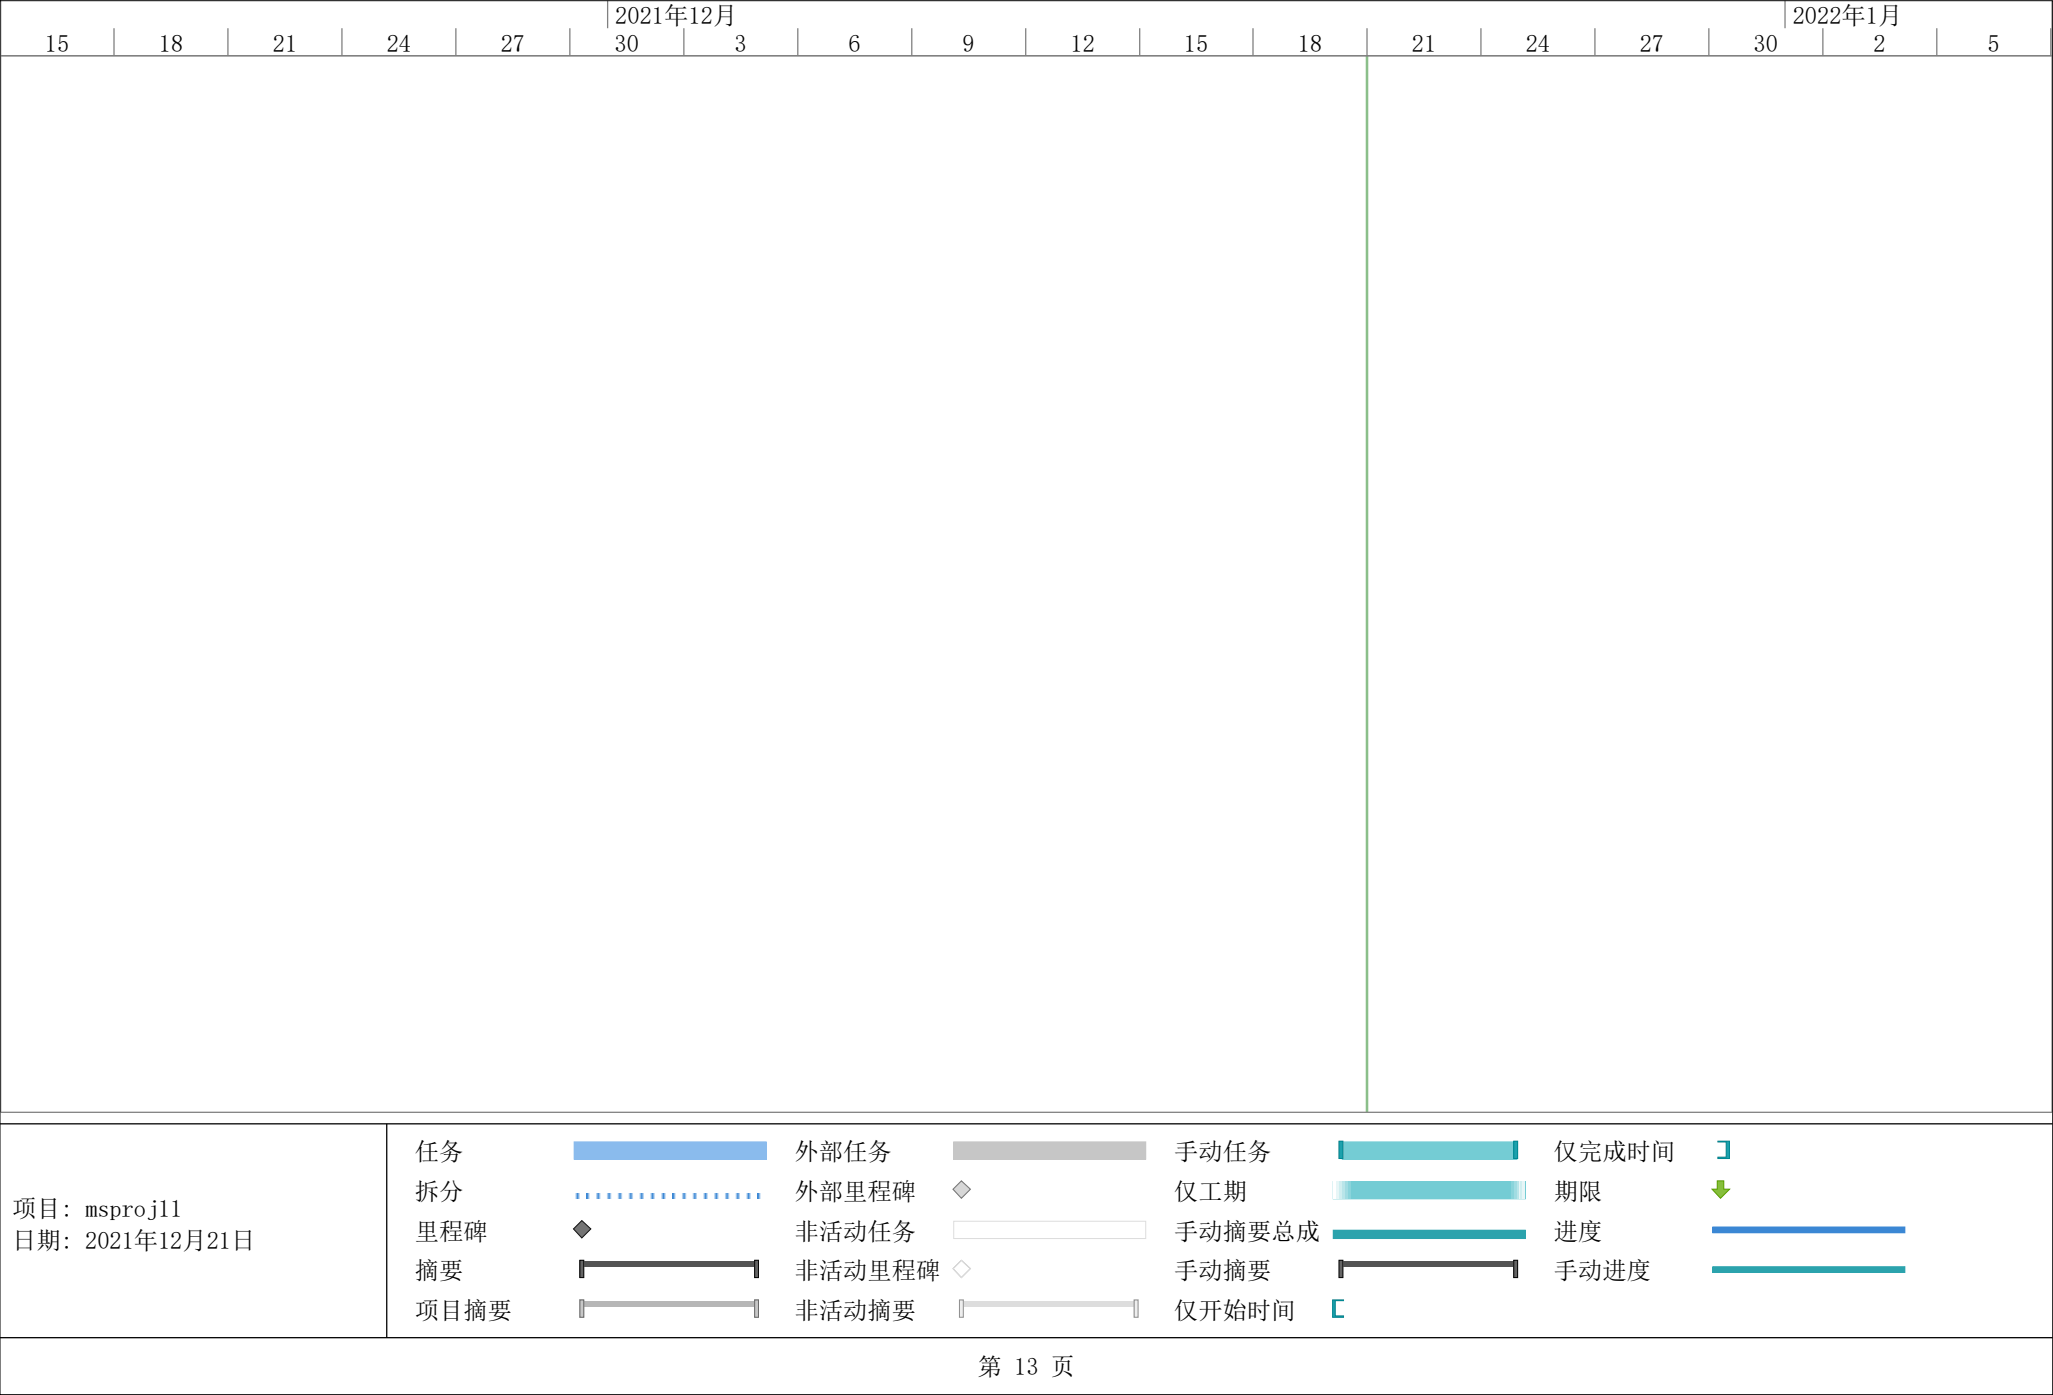 2021年12月 2022年1月
15 18 21 24 27 30 3 6 9 12 15 18 21 24 27 30 2 5
任务 外部任务 手动任务 仅完成时间
拆分 外部里程碑 仅工期 期限
里程碑 非活动任务 手动摘要总成 进度
摘要 非活动里程碑 手动摘要 手动进度
项目摘要 非活动摘要 仅开始时间
项目: msproj11
日期: 2021年12月21日
第 13 页